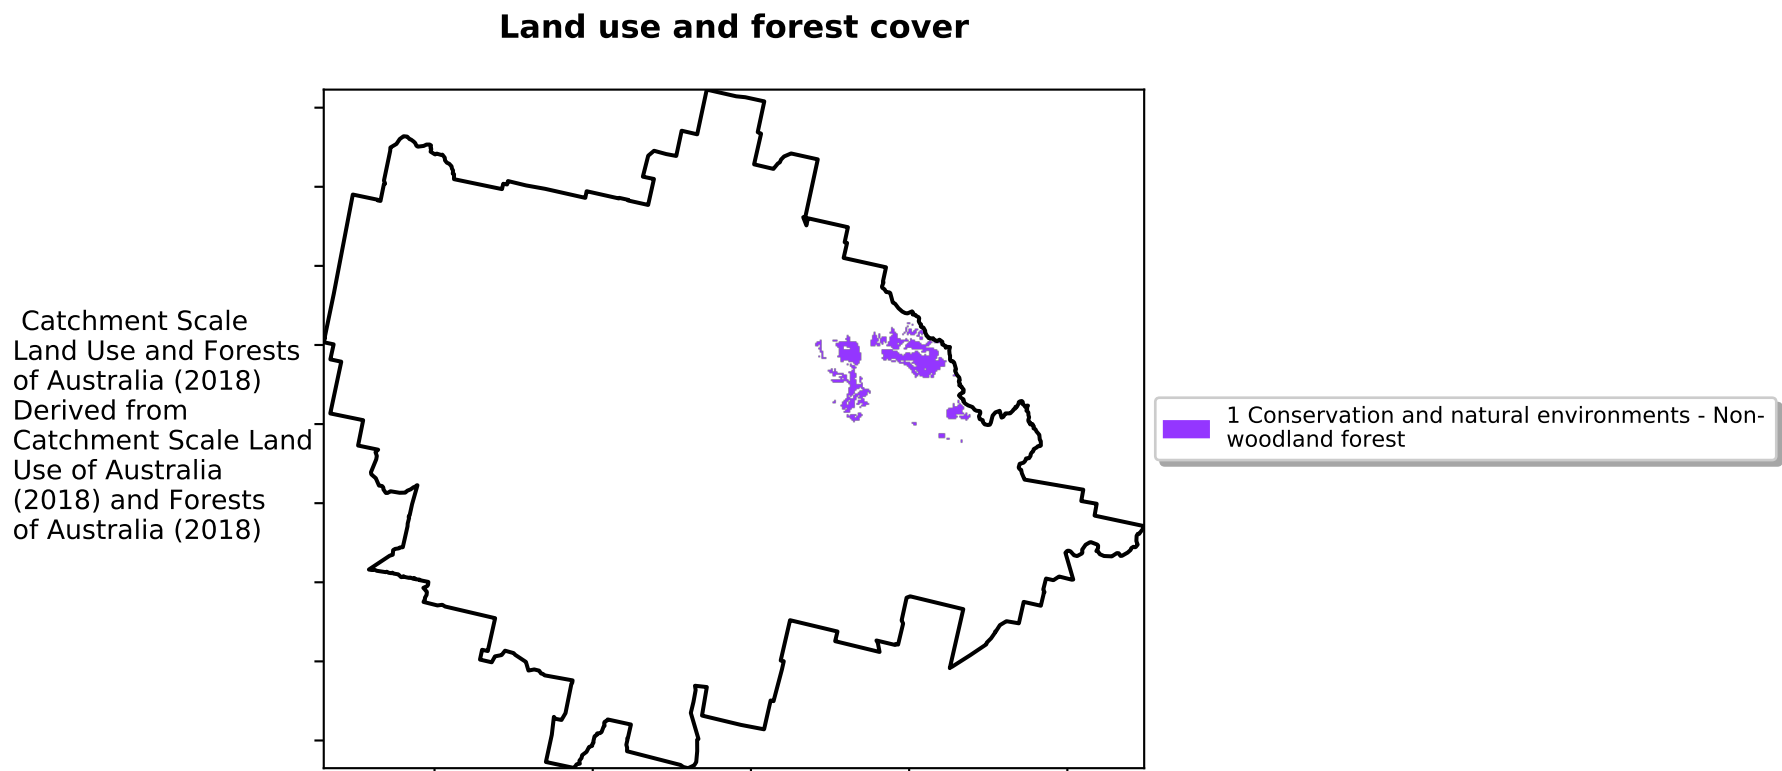 Land use and forest cover
Catchment Scale
Land Use and Forests
of Australia (2018)
Derived from
Catchment Scale Land
Use of Australia
(2018) and Forests
of Australia (2018)
1 Conservation and natural environments - Non-
woodland forest